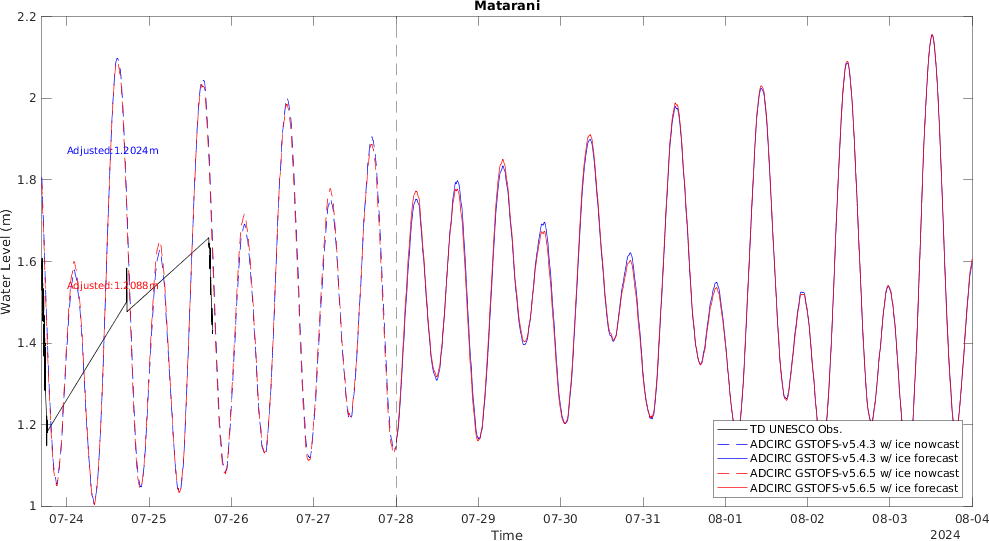 Matarani
2.2
2
1.8
1.6
1.4
1.2
1
Water Level (m)
Adjusted:1.2024m
Adjusted:1.2088m
TD UNESCO Obs.
ADCIRC GSTOFS-v5.4.3 w/ ice nowcast
ADCIRC GSTOFS-v5.4.3 w/ ice forecast
ADCIRC GSTOFS-v5.6.5 w/ ice nowcast
ADCIRC GSTOFS-v5.6.5 w/ ice forecast
07-24 07-25 07-26 07-27 07-28 07-29 07-30 07-31 08-01 08-02 08-03 08-04
Time
2024